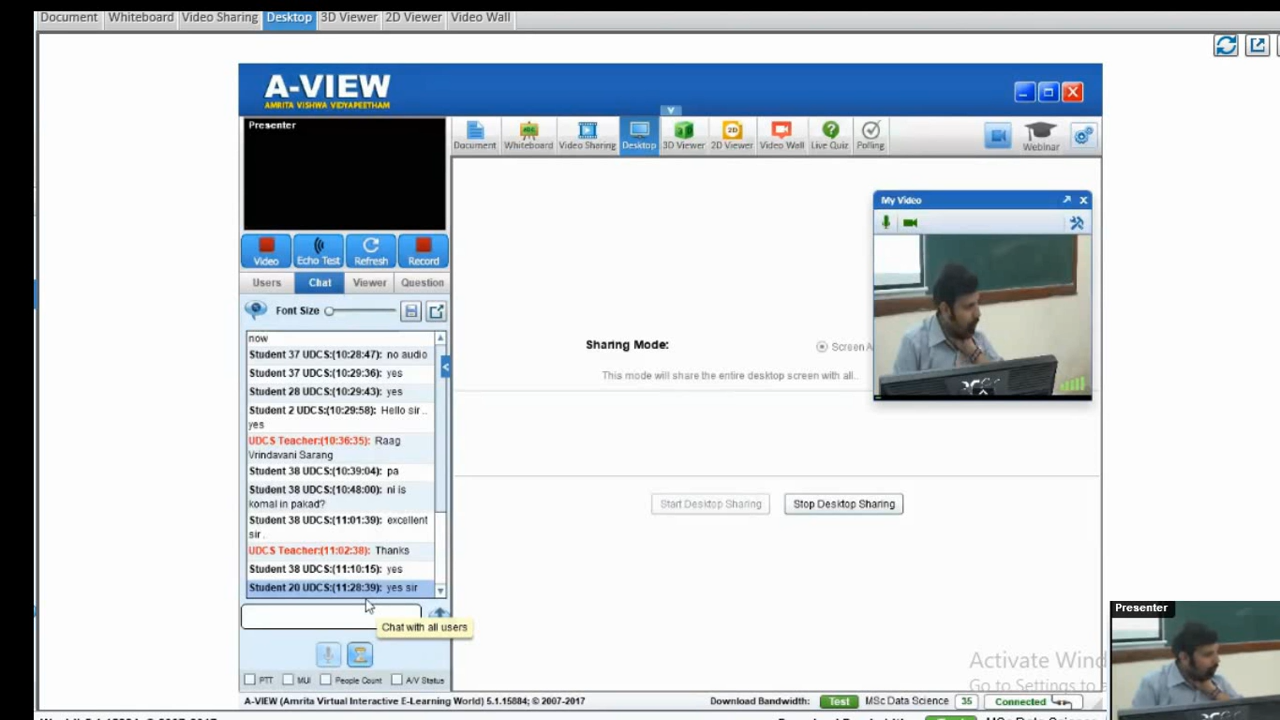 Document Whiteboard Video Sharing Desktop 3D Viewer 2D Viewer Video Wall
A-VIEW
AMRITA VISHWA VIDYAPEETHAM
Presenter
Document Whiteboard Video Sharing Desktop 3D Viewer 2D Viewer Video Wall Live Quiz Polling Webinar
My Video
Video Echo Test Refresh Record
Users Chat Viewer Question
Font Size
now
Student 37 UDCS:(10:28:47): no audio
Student 37 UDCS:(10:29:36): yes
Student 28 UDCS:(10:29:43): yes
Student 2 UDCS:(10:29:58): Hello sir ..
yes
UDCS Teacher:(10:36:35): Raag
Vrindavani Sarang
Student 38 UDCS:(10:39:04): pa
Student 38 UDCS:(10:48:00): ni is
komal in pakad?
Student 38 UDCS:(11:01:39): excellent
sir .
UDCS Teacher:(11:02:38): Thanks
Student 38 UDCS:(11:10:15): yes
Student 20 UDCS:(11:28:39): yes sir
Chat with all users
PTT MUI People Count A/V Status
Sharing Mode: Screen A
This mode will share the entire desktop screen with all..
Start Desktop Sharing Stop Desktop Sharing
Presenter
Activate Wind
Go to Settings to a
A-VIEW (Amrita Virtual Interactive E-Learning World) 5.1.15884; © 2007-2017 Download Bandwidth: Test MSc Data Science 35 Connected